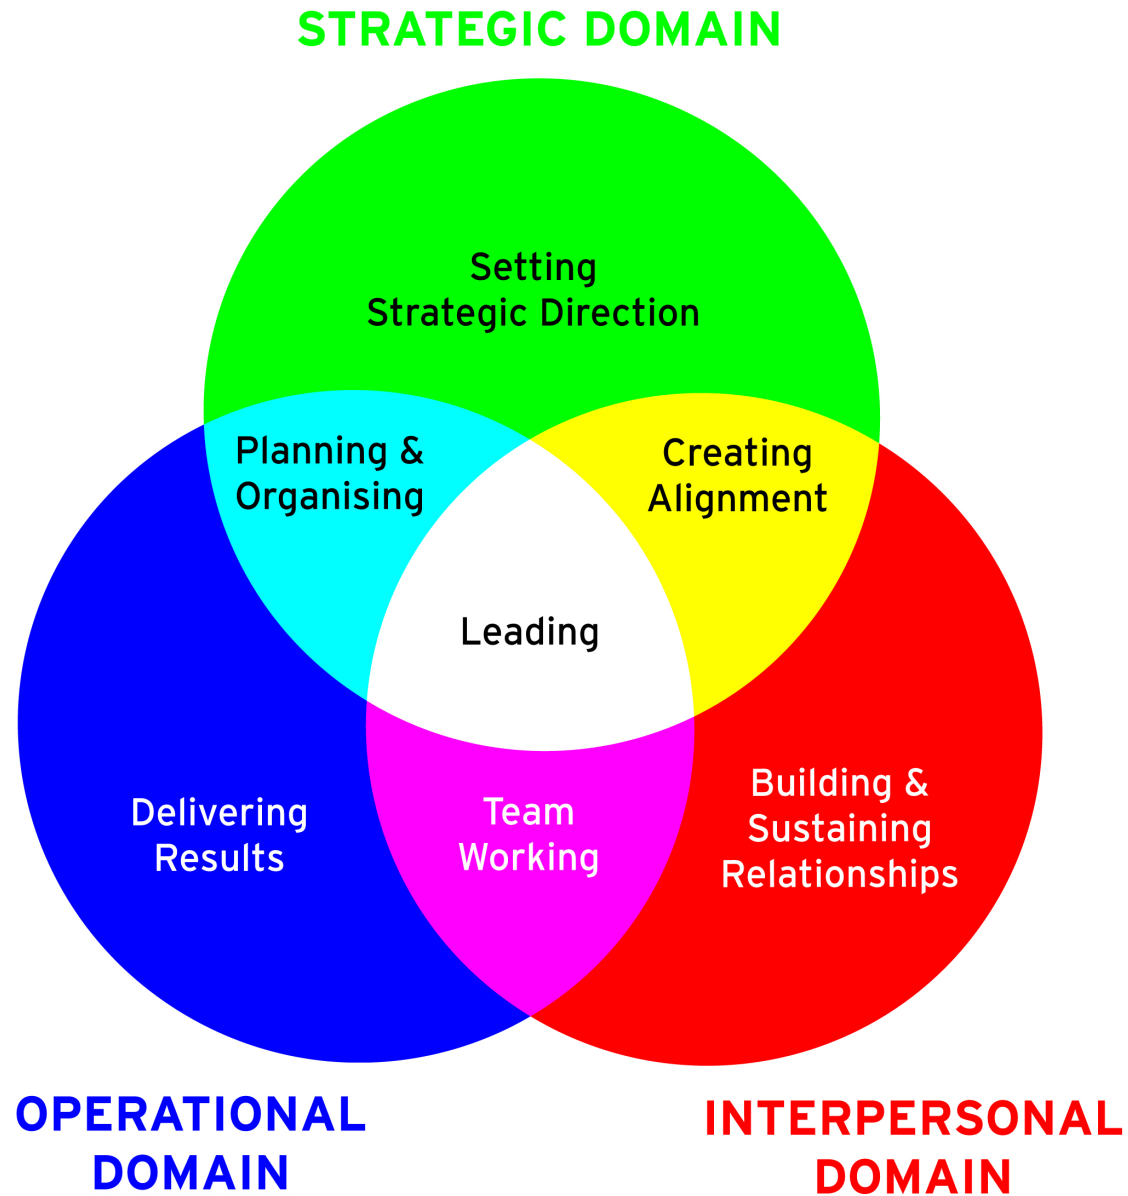 STRATEGIC DOMAIN
Setting
Strategic Direction
Planning &
Organising
Creating
Alignment
Leading
Delivering
Results
Team
Working
Building &
Sustaining
Relationships
OPERATIONAL
DOMAIN
INTERPERSONAL
DOMAIN